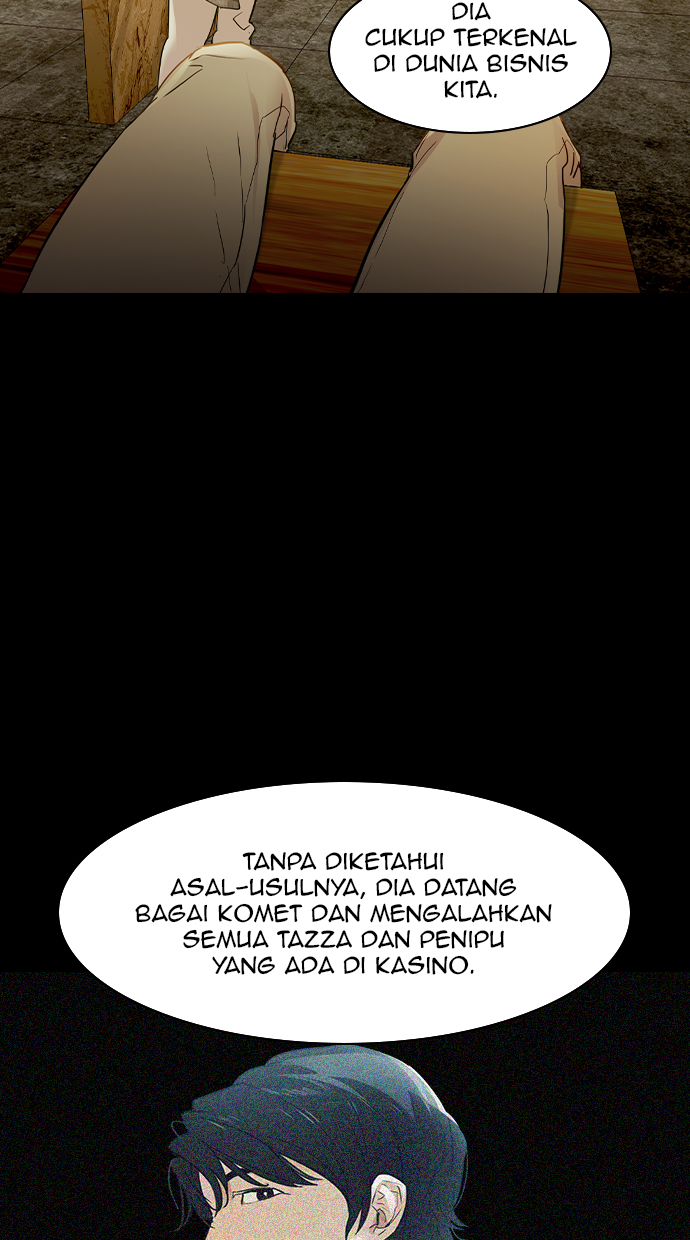 DIA
CUKUP TERKENAL
DI DUNIA BISNIS
KITA.
TANPA DIKETAHUI
ASAL-USULNYA, DIA DATANG
BAGAI KOMET DAN MENGALAHKAN
SEMUA TAZZA DAN PENIPU
YANG ADA DI KASINO.